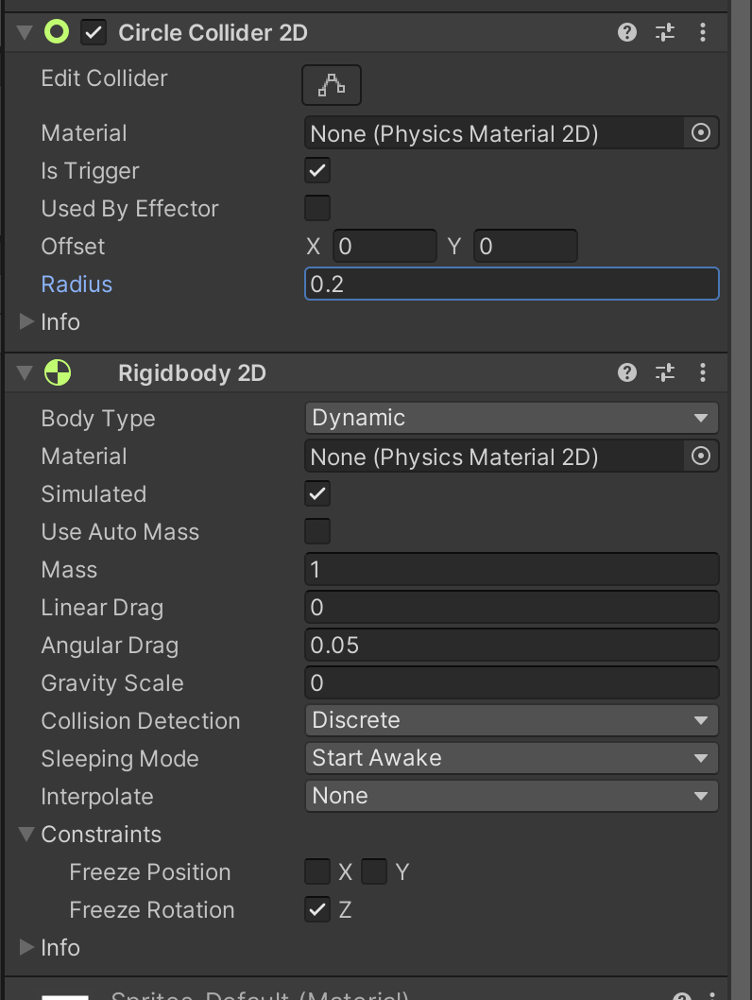 Circle Collider 2D
Edit Collider
Material None (Physics Material 2D)
Is Trigger
Used By Effector
Offset X 0 Y 0
Radius 0.2
Info
Rigidbody 2D
Body Type Dynamic
Material None (Physics Material 2D)
Simulated
Use Auto Mass
Mass 1
Linear Drag 0
Angular Drag 0.05
Gravity Scale 0
Collision Detection Discrete
Sleeping Mode Start Awake
Interpolate None
Constraints
Freeze Position X Y
Freeze Rotation Z
Info
Sprites-Default (Material)